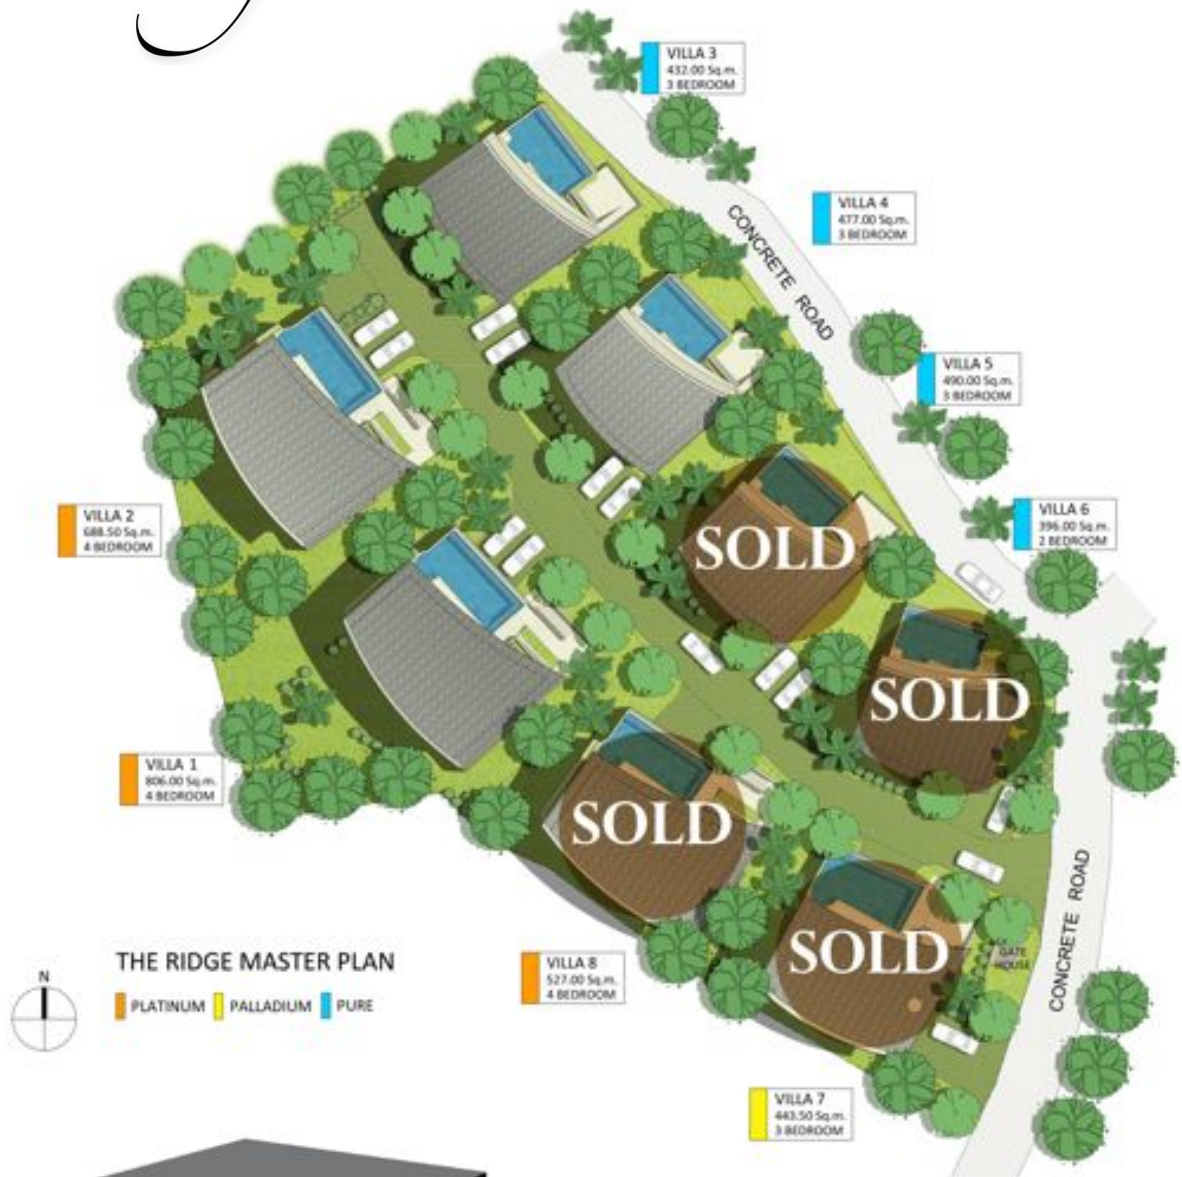 VILLA 3
432.00 Sq.m.
3 BEDROOM
VILLA 4
477.00 Sq.m.
3 BEDROOM
CONCRETE ROAD
VILLA 5
490.00 Sq.m.
3 BEDROOM
VILLA 2
688.50 Sq.m.
4 BEDROOM
VILLA 6
396.00 Sq.m.
2 BEDROOM
SOLD
SOLD
VILLA 1
806.00 Sq.m.
4 BEDROOM
SOLD
SOLD
GATE
HOUSE
CONCRETE ROAD
VILLA 8
527.00 Sq.m.
4 BEDROOM
N
THE RIDGE MASTER PLAN
PLATINUM PALLADIUM PURE
VILLA 7
443.50 Sq.m.
3 BEDROOM